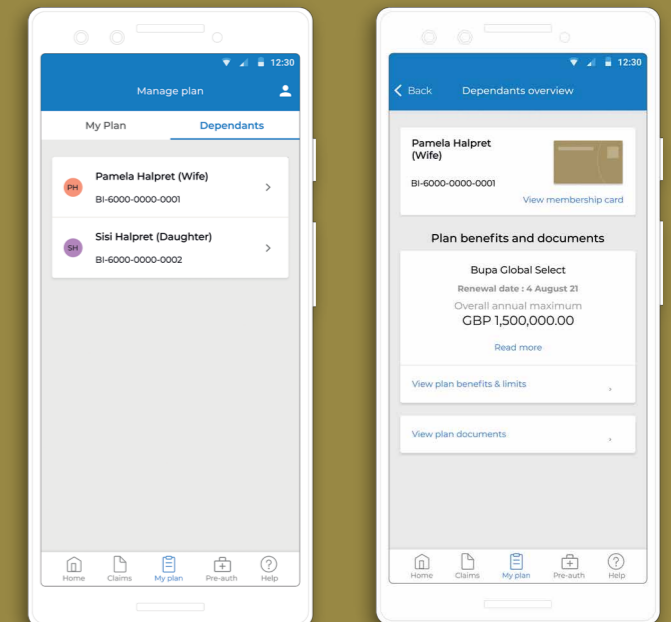 12:30
Manage plan
My Plan
Dependants
PH
Pamela Halpret (Wife)
BI-6000-0000-0001
SH
Sisi Halpret (Daughter)
BI-6000-0000-0002
Home
Claims
My plan
Pre-auth
Help
12:30
Back
Dependants overview
Pamela Halpret
(Wife)
BI-6000-0000-0001
View membership card
Plan benefits and documents
Bupa Global Select
Renewal date : 4 August 21
Overall annual maximum
GBP 1,500,000.00
Read more
View plan benefits & limits
View plan documents
Home
Claims
My plan
Pre-auth
Help